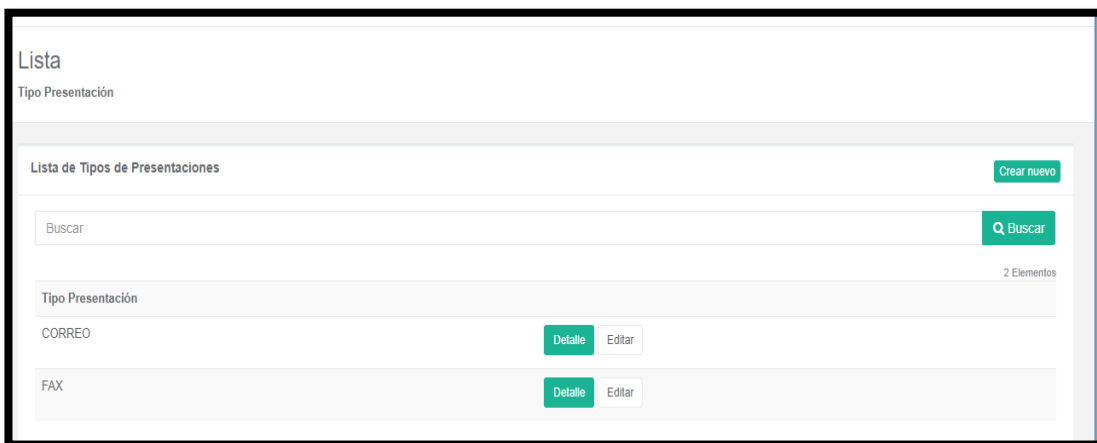 Lista
Tipo Presentación
Lista de Tipos de Presentaciones
Crear nuevo
Buscar
Buscar
2 Elementos
Tipo Presentación
CORREO
Detalle
Editar
FAX
Detalle
Editar